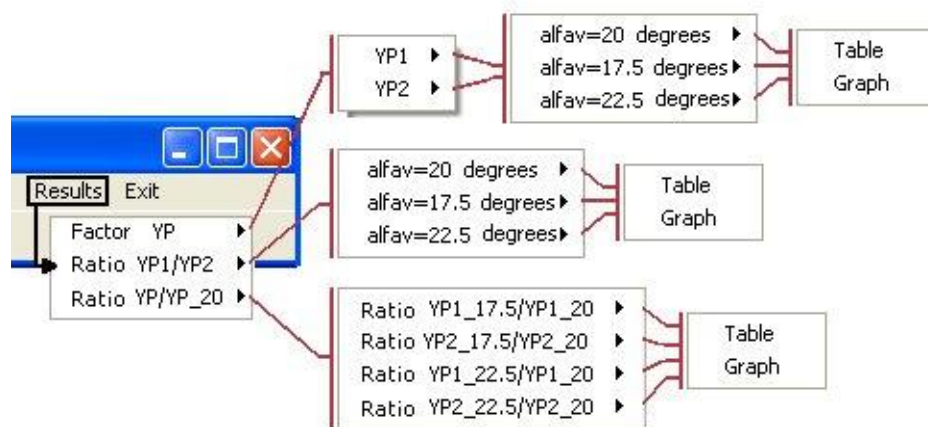 YP1
YP2
alfav=20 degrees
alfav=17.5 degrees
alfav=22.5 degrees
Table
Graph
Results Exit
Factor YP
Ratio YP1/YP2
Ratio YP/YP_20
alfav=20 degrees
alfav=17.5 degrees
alfav=22.5 degrees
Table
Graph
Ratio YP1_17.5/YP1_20
Ratio YP2_17.5/YP2_20
Ratio YP1_22.5/YP1_20
Ratio YP2_22.5/YP2_20
Table
Graph